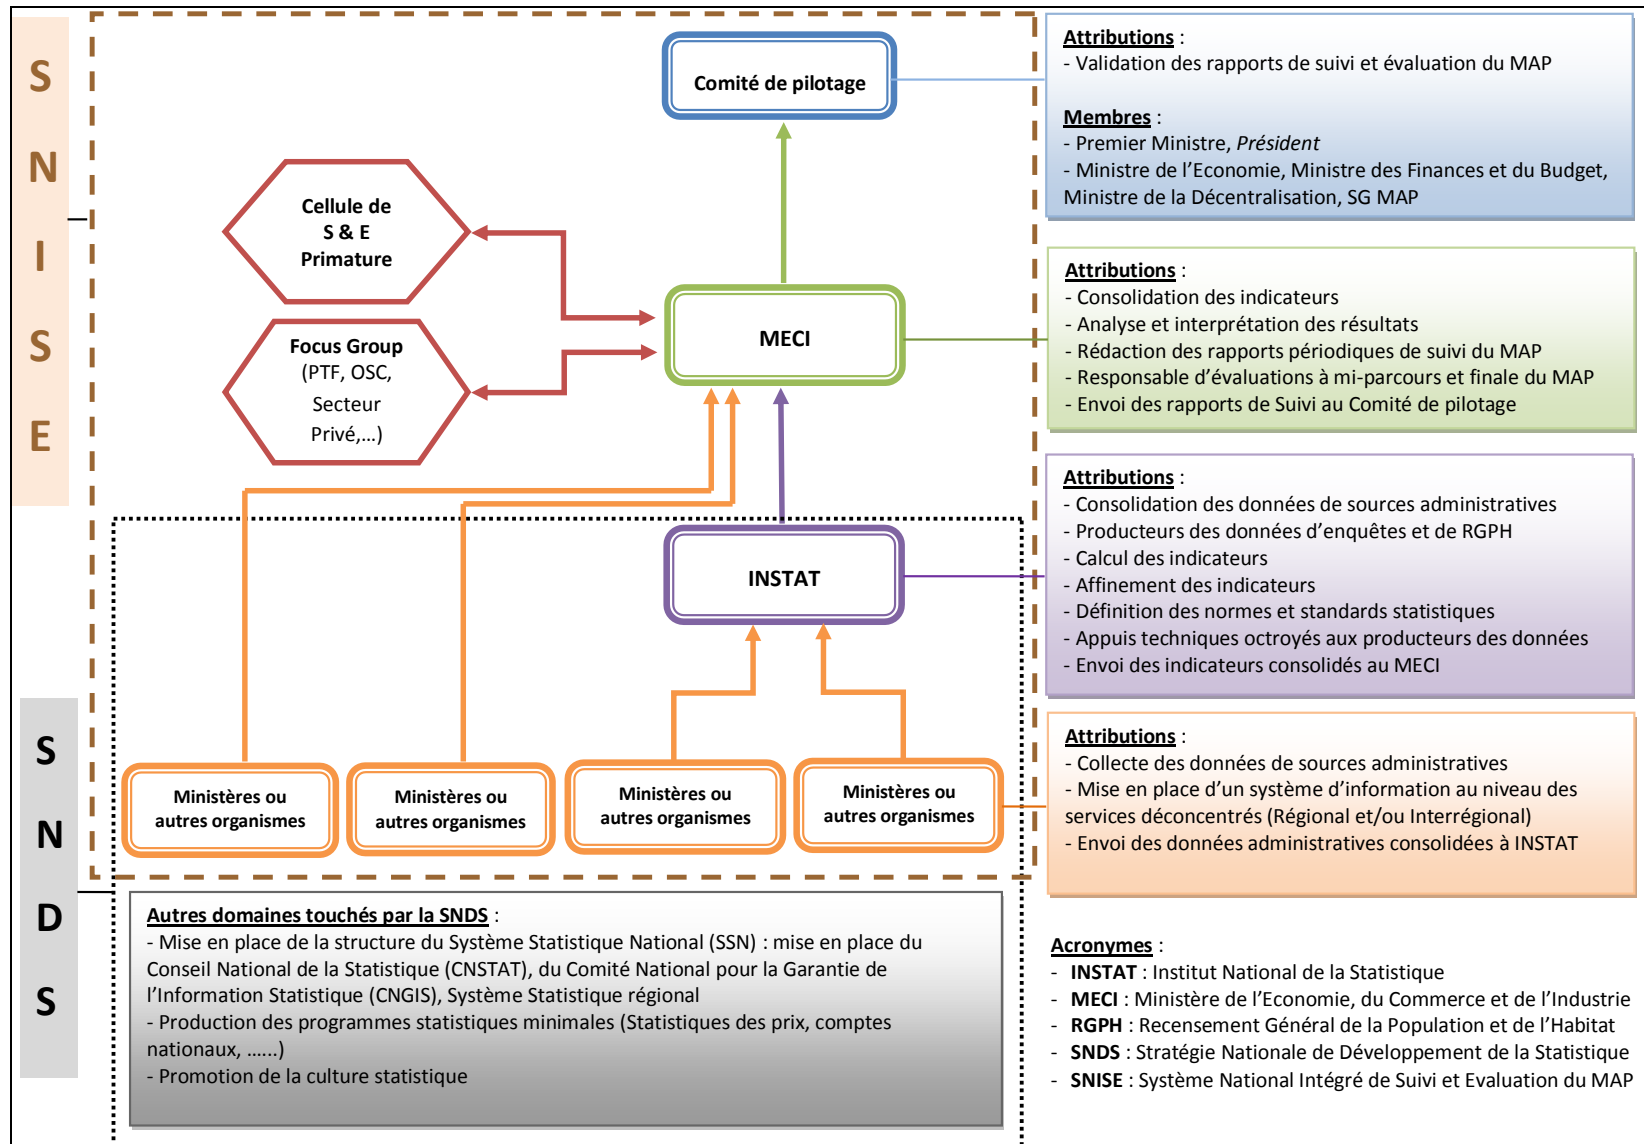 S
N
I
S
E
S
N
D
S
Comité de pilotage
Cellule de
S & E
Primature
Focus Group
(PTF, OSC,
Secteur
Privé,...)
MECI
INSTAT
Ministères ou
autres organismes
Ministères ou
autres organismes
Ministères ou
autres organismes
Ministères ou
autres organismes
Attributions :
- Validation des rapports de suivi et évaluation du MAP
Membres :
- Premier Ministre, Président
- Ministre de l’Economie, Ministre des Finances et du Budget,
Ministre de la Décentralisation, SG MAP
Attributions :
- Consolidation des indicateurs
- Analyse et interprétation des résultats
- Rédaction des rapports périodiques de suivi du MAP
- Responsable d’évaluations à mi-parcours et finale du MAP
- Envoi des rapports de Suivi au Comité de pilotage
Attributions :
- Consolidation des données de sources administratives
- Producteurs des données d’enquêtes et de RGPH
- Calcul des indicateurs
- Affinement des indicateurs
- Définition des normes et standards statistiques
- Appuis techniques octroyés aux producteurs des données
- Envoi des indicateurs consolidés au MECI
Attributions :
- Collecte des données de sources administratives
- Mise en place d’un système d’information au niveau des
services déconcentrés (Régional et/ou Interrégional)
- Envoi des données administratives consolidées à INSTAT
Autres domaines touchés par la SNDS :
- Mise en place de la structure du Système Statistique National (SSN) : mise en place du
Conseil National de la Statistique (CNSTAT), du Comité National pour la Garantie de
l’Information Statistique (CNGIS), Système Statistique régional
- Production des programmes statistiques minimales (Statistiques des prix, comptes
nationaux, ......)
- Promotion de la culture statistique
Acronymes :
- INSTAT : Institut National de la Statistique
- MECI : Ministère de l’Economie, du Commerce et de l’Industrie
- RGPH : Recensement Général de la Population et de l’Habitat
- SNDS : Stratégie Nationale de Développement de la Statistique
- SNISE : Système National Intégré de Suivi et Evaluation du MAP